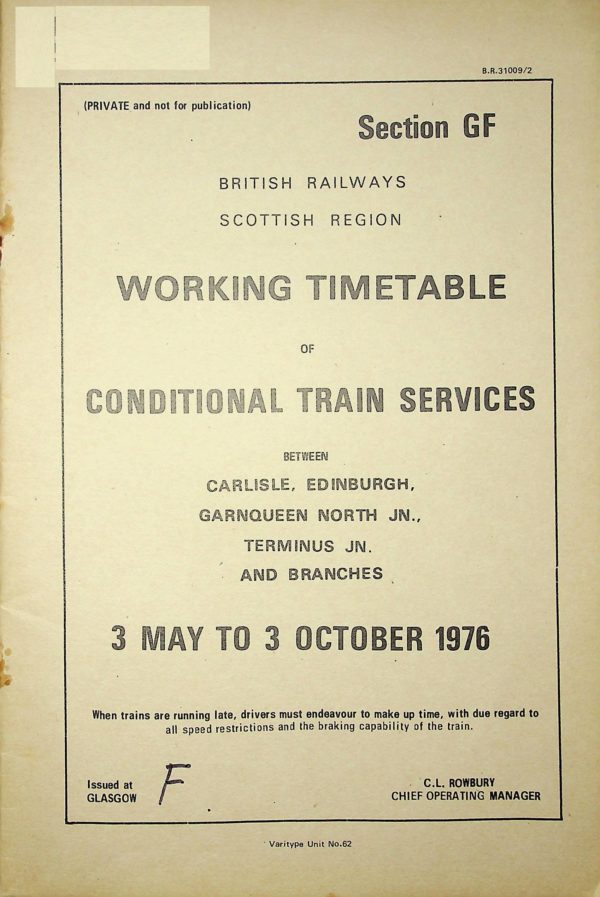 B.R.31009/2
(PRIVATE and not for publication)
Section GF
BRITISH RAILWAYS
SCOTTISH REGION
WORKING TIMETABLE
OF
CONDITIONAL TRAIN SERVICES
BETWEEN
CARLISLE, EDINBURGH,
GARNQUEEN NORTH JN.,
TERMINUS JN.
AND BRANCHES
3 MAY TO 3 OCTOBER 1976
When trains are running late, drivers must endeavour to make up time, with due regard to
all speed restrictions and the braking capability of the train.
Issued at
GLASGOW
F
C.L. ROWBURY
CHIEF OPERATING MANAGER
Varitype Unit No.62